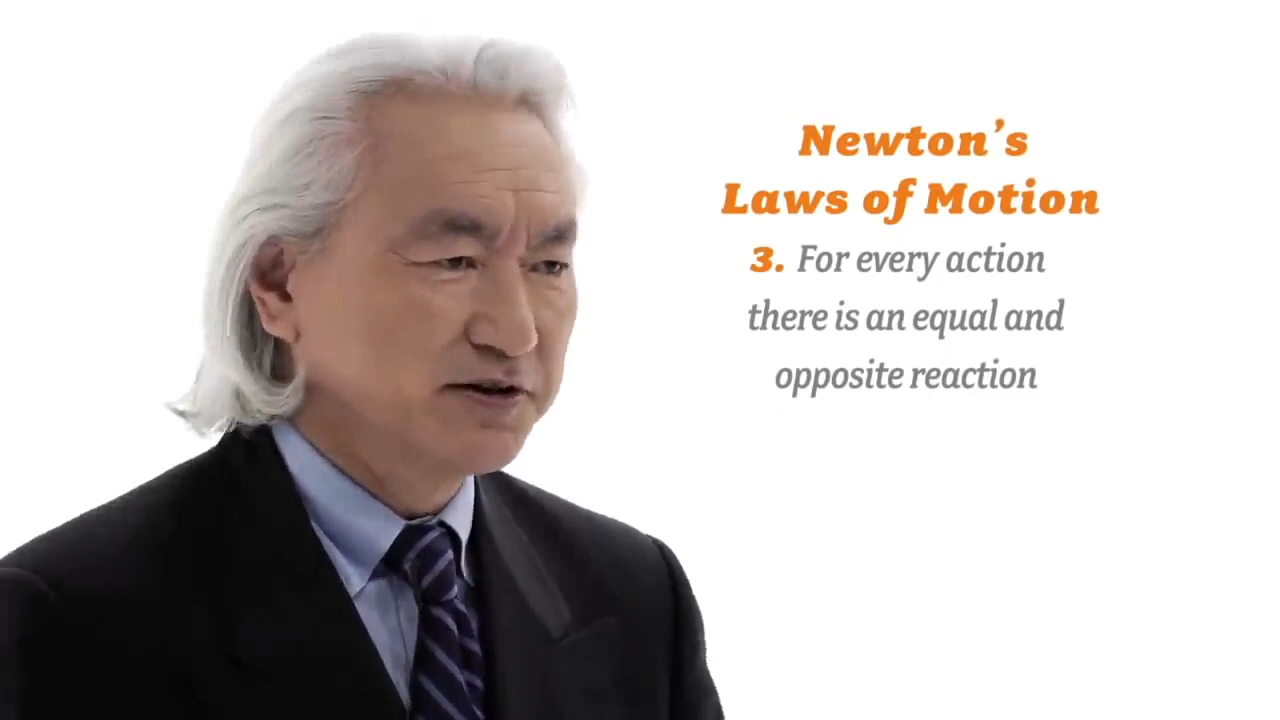 Newton's
Laws of Motion
3. For every action
there is an equal and
opposite reaction